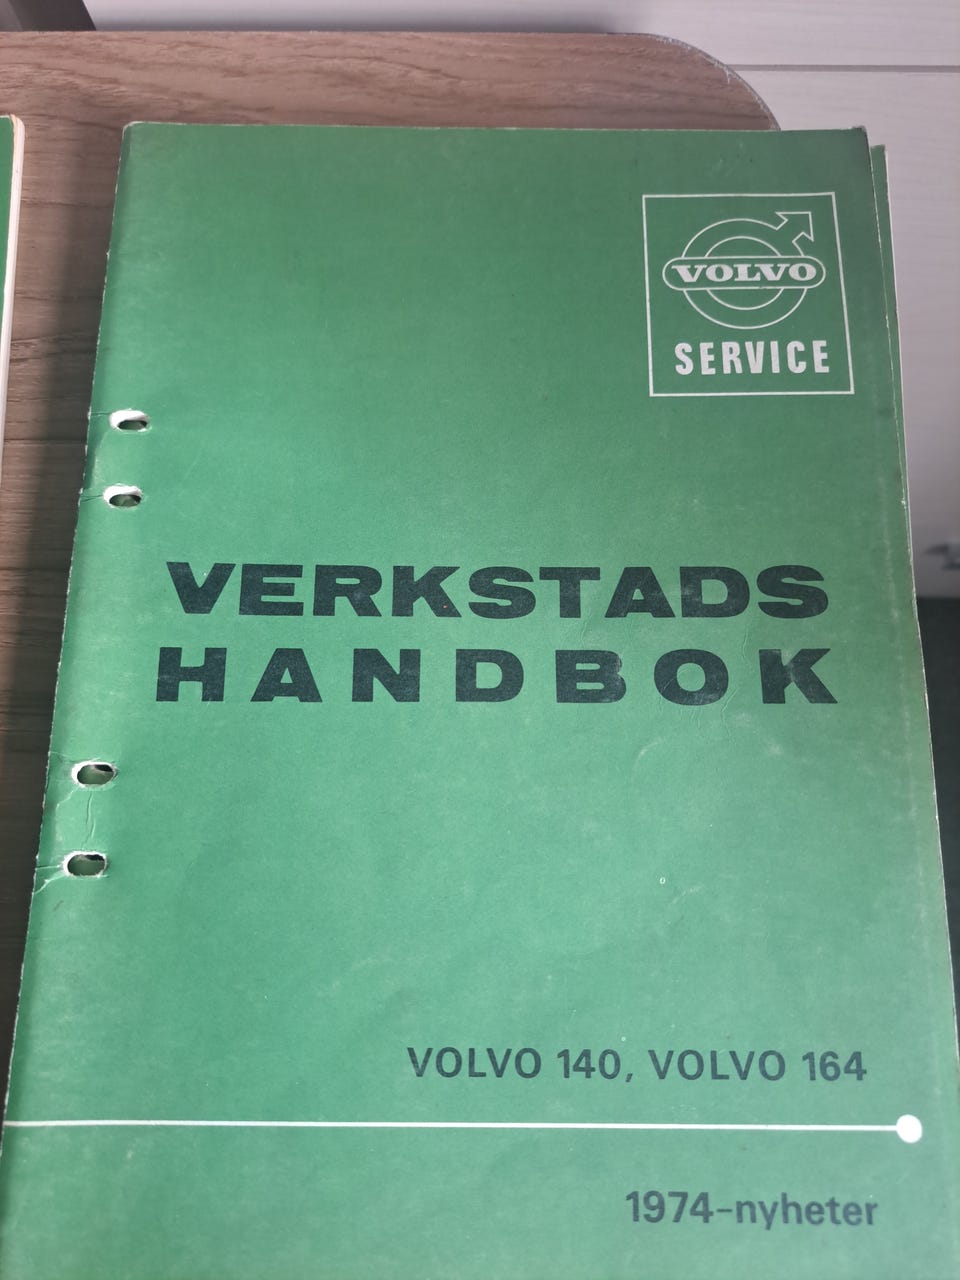 VOLVO
SERVICE
VERKSTADS
HANDBOK
VOLVO 140, VOLVO 164
1974-nyheter